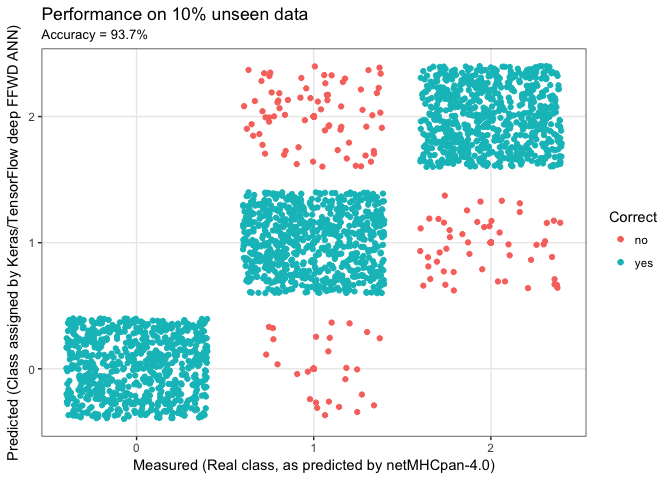 Performance on 10% unseen data
Accuracy = 93.7%
Predicted (Class assigned by Keras/TensorFlow deep FFWD ANN)
2
1
0
0
1
2
Measured (Real class, as predicted by netMHCpan-4.0)
Correct
no
yes